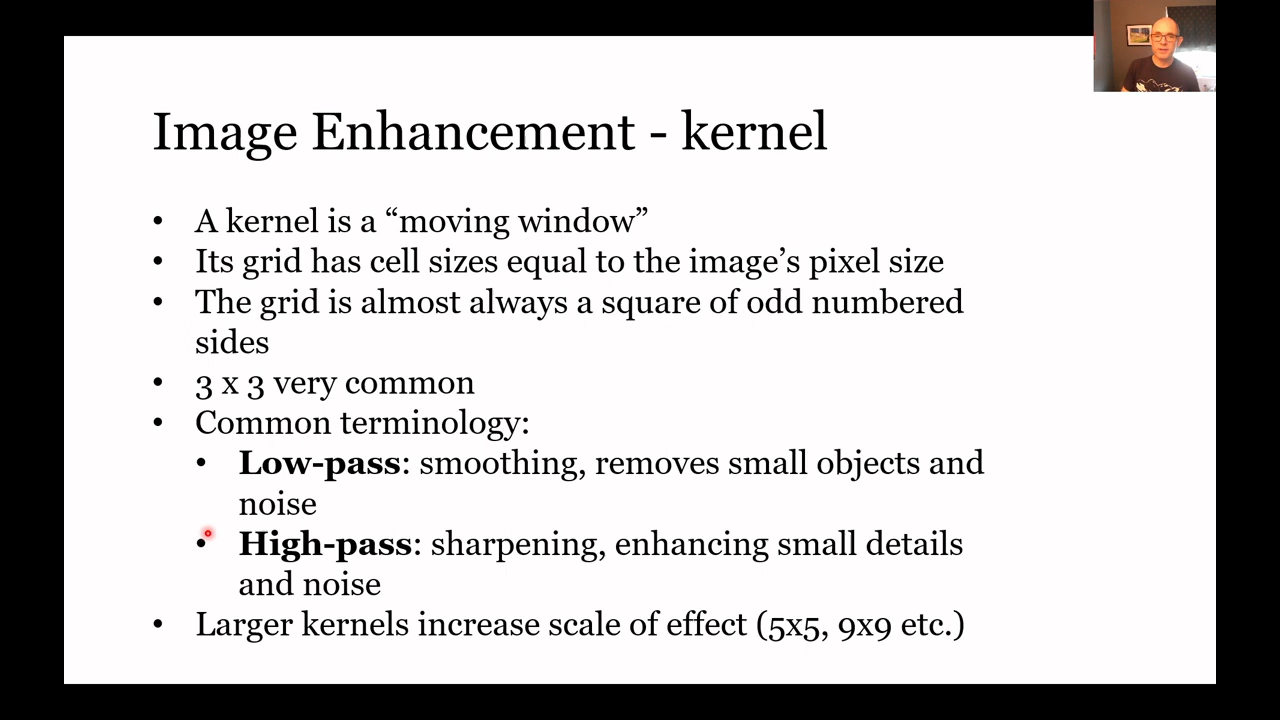 Image Enhancement - kernel
• A kernel is a “moving window”
• Its grid has cell sizes equal to the image’s pixel size
• The grid is almost always a square of odd numbered
sides
• 3 x 3 very common
• Common terminology:
• Low-pass: smoothing, removes small objects and
noise
• High-pass: sharpening, enhancing small details
and noise
• Larger kernels increase scale of effect (5x5, 9x9 etc.)